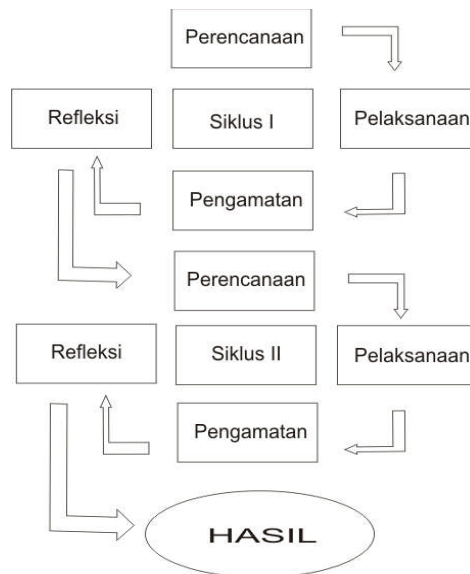 Perencanaan
Refleksi
Siklus I
Pelaksanaan
Pengamatan
Perencanaan
Refleksi
Siklus II
Pelaksanaan
Pengamatan
HASIL